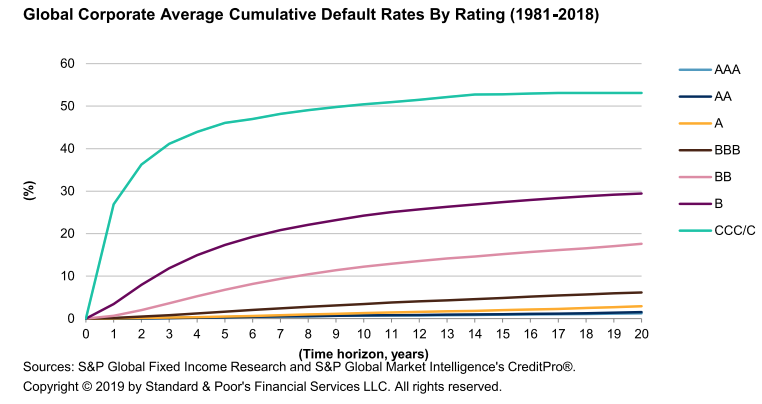 Global Corporate Average Cumulative Default Rates By Rating (1981-2018)
60
50
40
30
20
10
0
(%)
0 1 2 3 4 5 6 7 8 9 10 11 12 13 14 15 16 17 18 19 20
(Time horizon, years)
AAA
AA
A
BBB
BB
B
CCC/C
Sources: S&P Global Fixed Income Research and S&P Global Market Intelligence's CreditPro®.
Copyright © 2019 by Standard & Poor's Financial Services LLC. All rights reserved.